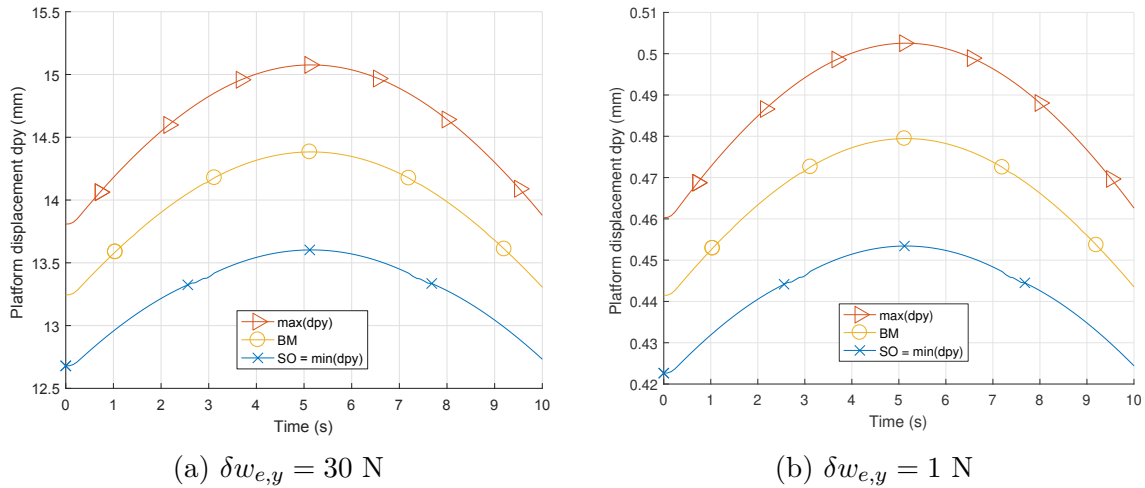 Platform displacement dpy (mm)
15.5
15
14.5
14
13.5
13
12.5
0 1 2 3 4 5 6 7 8 9 10
Time (s)
max(dpy)
BM
SO = min(dpy)
(a) δw_{e,y} = 30 N
Platform displacement dpy (mm)
0.51
0.5
0.49
0.48
0.47
0.46
0.45
0.44
0.43
0.42
0 1 2 3 4 5 6 7 8 9 10
Time (s)
max(dpy)
BM
SO = min(dpy)
(b) δw_{e,y} = 1 N